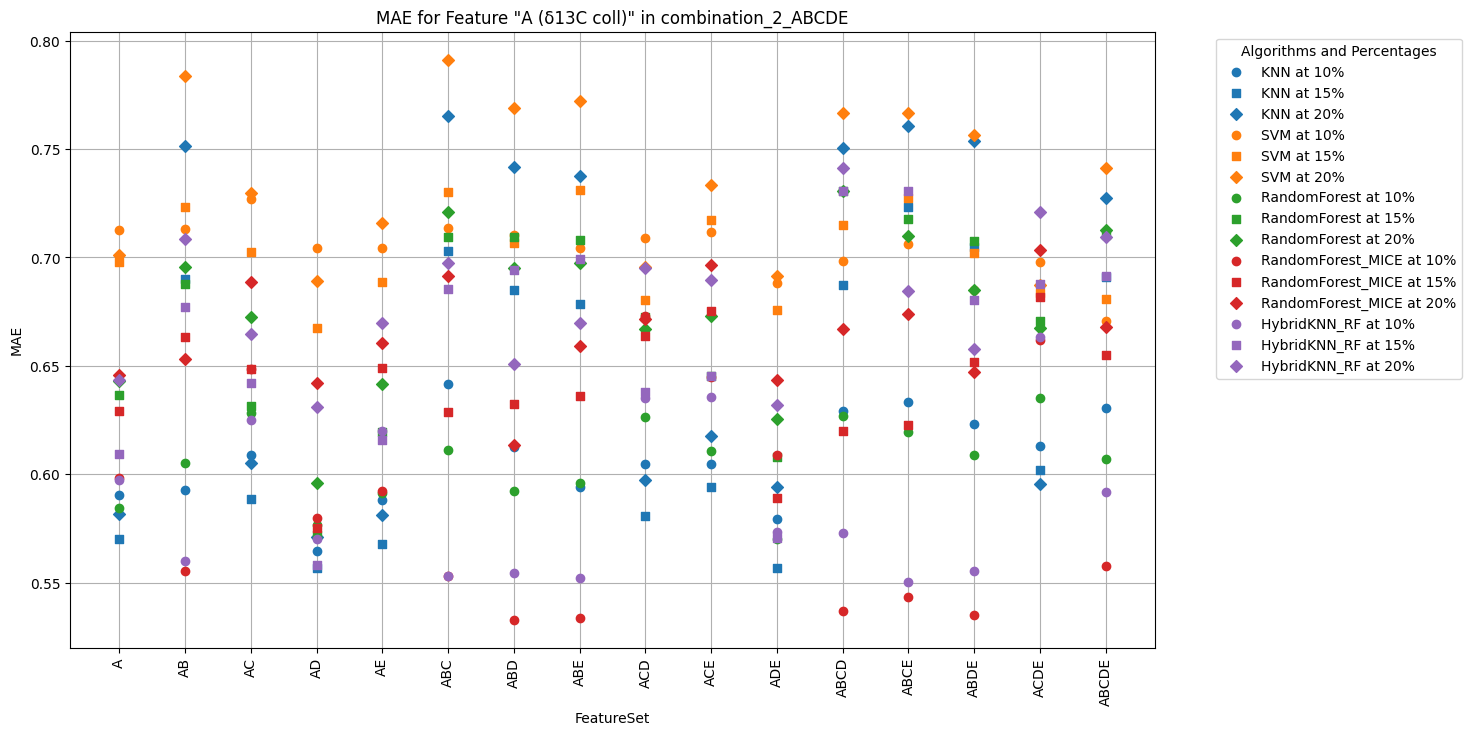 MAE for Feature "A (δ13C coll)" in combination_2_ABCDE
MAE
0.80
0.75
0.70
0.65
0.60
0.55
A
AB
AC
AD
AE
ABC
ABD
ABE
ACD
ACE
ADE
ABCD
ABCE
ABDE
ACDE
ABCDE
FeatureSet
Algorithms and Percentages
KNN at 10%
KNN at 15%
KNN at 20%
SVM at 10%
SVM at 15%
SVM at 20%
RandomForest at 10%
RandomForest at 15%
RandomForest at 20%
RandomForest_MICE at 10%
RandomForest_MICE at 15%
RandomForest_MICE at 20%
HybridKNN_RF at 10%
HybridKNN_RF at 15%
HybridKNN_RF at 20%